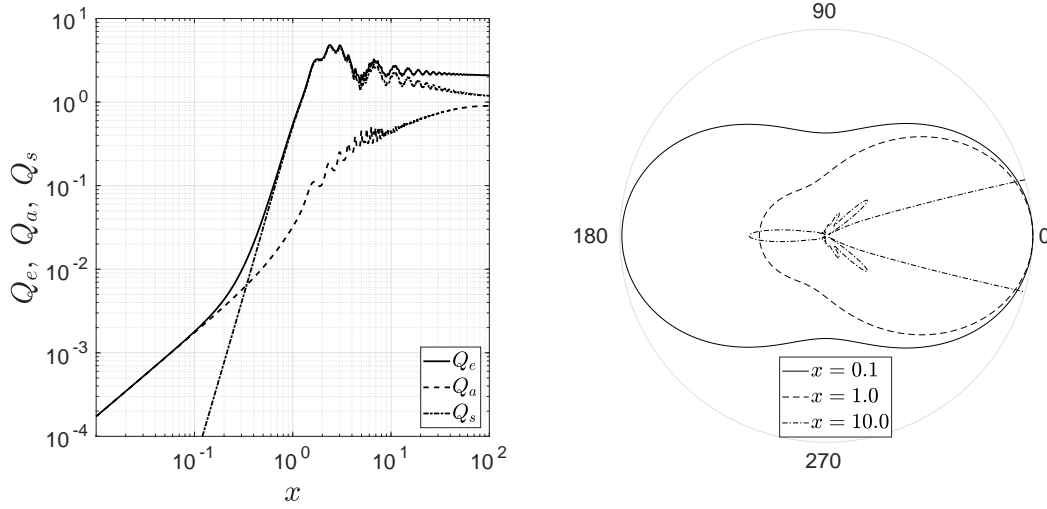 10^1
10^0
10^-1
10^-2
10^-3
10^-4
Q_e, Q_a, Q_s
10^-1
10^0
10^1
10^2
x
Q_e
Q_a
Q_s
90
180
0
270
x = 0.1
x = 1.0
x = 10.0